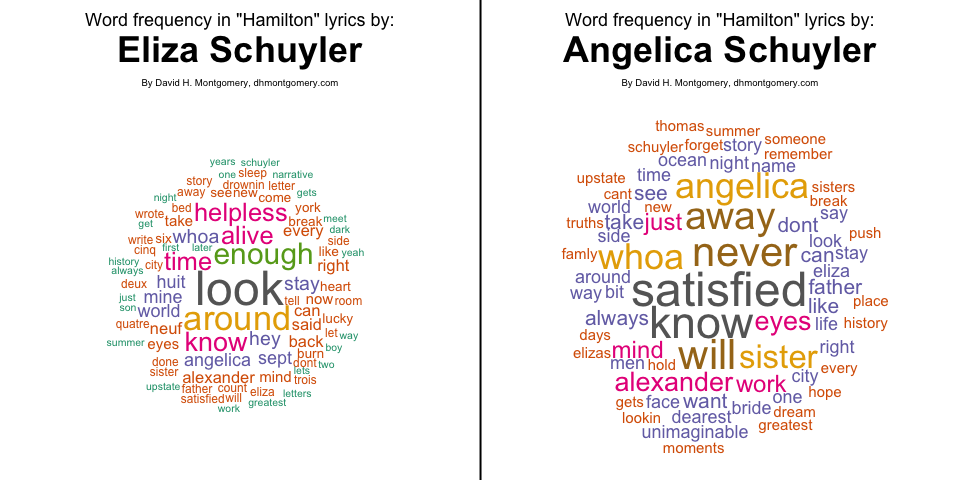 Word frequency in "Hamilton" lyrics by:
Eliza Schuyler
By David H. Montgomery, dhmontgomery.com
years schuyler
one sleep narrative
story drownin letter
night away see new come gets
wrote bed helpless york
get take break meet
write six whoa alive every dark
cinq first later side
history city time enough like yeah
always right
deux huit look stay heart
just mine tell now room
son world around can
quatre neuf said lucky
summer eyes know hey back let way
boy
done angelica sept burn
sister dont two
lets
alexander mind trois
upstate father count eliza letters
satisfied will greatest
work
Word frequency in "Hamilton" lyrics by:
Angelica Schuyler
By David H. Montgomery, dhmontgomery.com
thomas summer someone
schuyler forget story remember
ocean night name
upstate time angelica sisters
cant see break
world new say
truths take just away dont push
side look
famly whoa never can stay
around eliza
way bit satisfied father
like place
always know eyes life history
days
elizas mind will sister right
men hold every
alexander work city
hope
gets face want one
lookin dearest bride dream
unimaginable greatest
moments